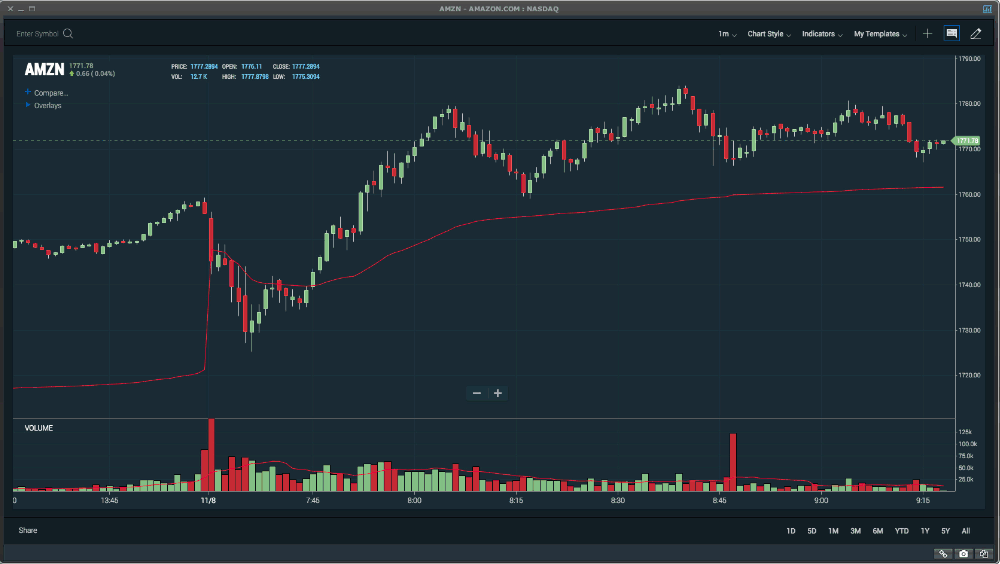 AMZN - AMAZON.COM : NASDAQ
Enter Symbol
1m Chart Style Indicators My Templates
AMZN 1771.78
0.66 ( 0.04%)
PRICE: 1777.2894 OPEN: 1775.11 CLOSE: 1777.2894
VOL: 12.7 K HIGH: 1777.8798 LOW: 1775.3094
Compare...
Overlays
1790.00
1780.00
1771.78
1770.00
1760.00
1750.00
1740.00
1730.00
1720.00
VOLUME
125k
100.0k
75.0k
50.0k
25.0k
0 13:45 11/8 7:45 8:00 8:15 8:30 8:45 9:00 9:15
Share
1D 5D 1M 3M 6M YTD 1Y 5Y All